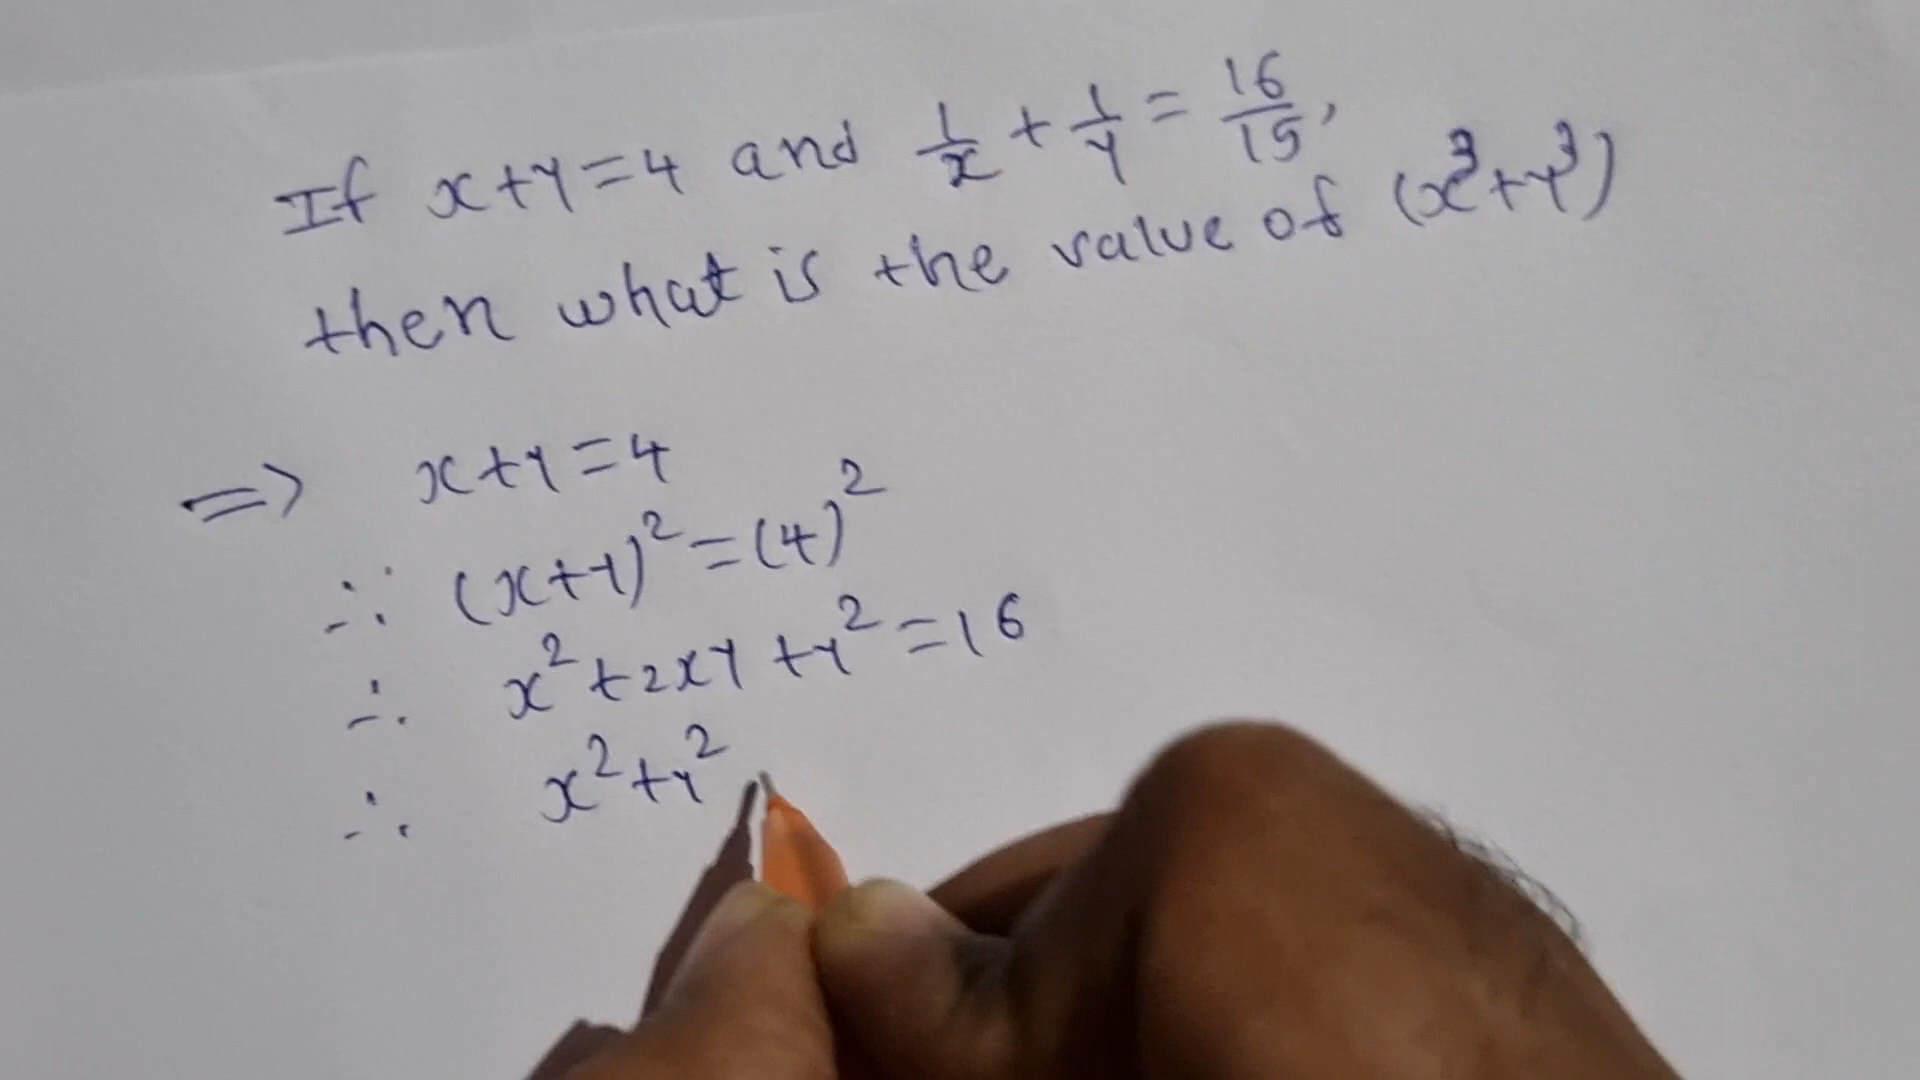 If x+y=4 and 1/x + 1/y = 16/15,
then what is the value of (x³+y³)
⇒ x+y=4
∴ (x+y)²=(4)²
∴ x²+2xy+y²=16
∴ x²+y²